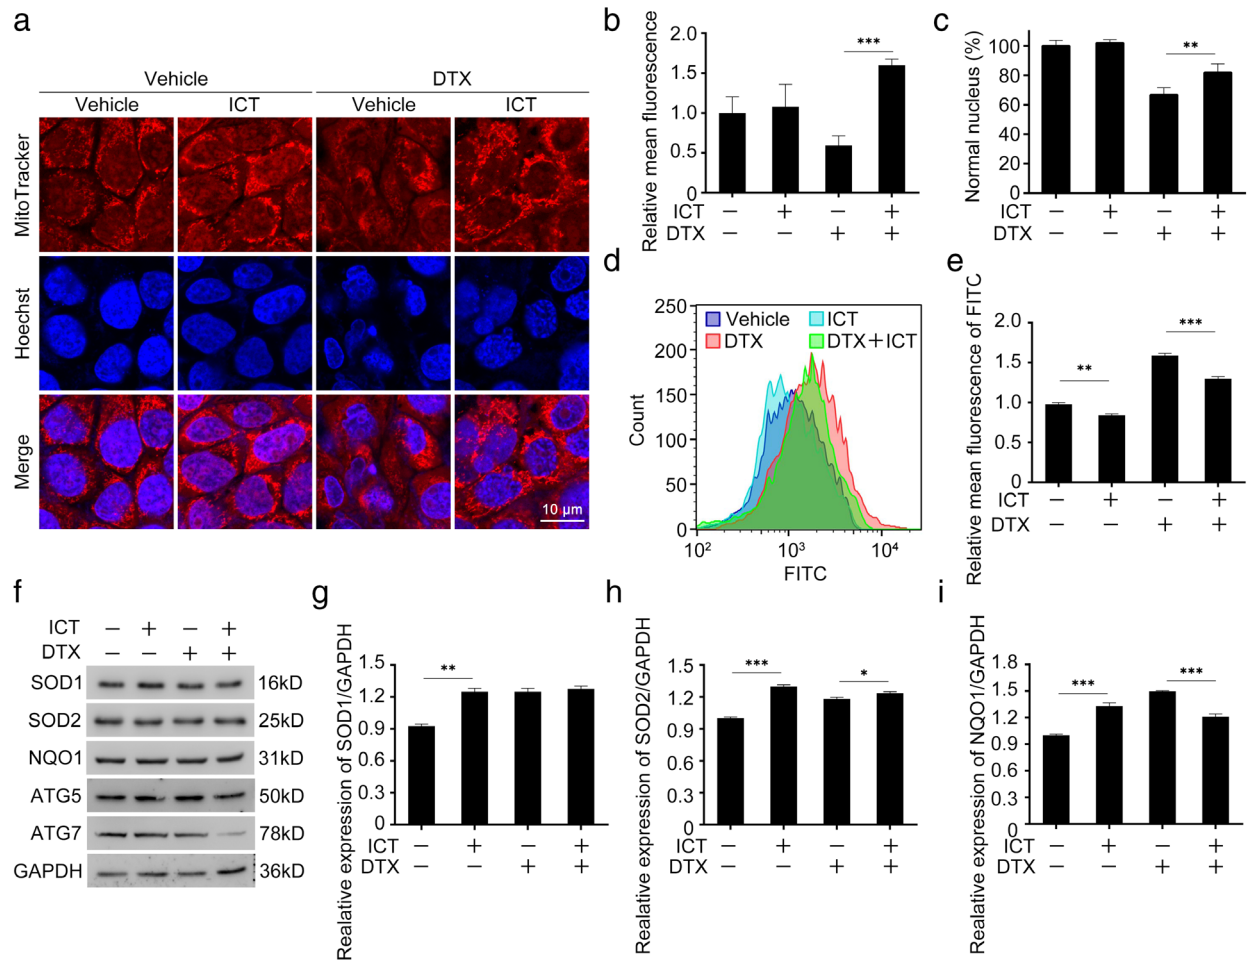 a
Vehicle
DTX
Vehicle
ICT
Vehicle
ICT
MitoTracker
Hoechst
Merge
10 μm
b
Relative mean fluorescence
2.0
1.5
1.0
0.5
0
***
ICT − + − +
DTX − − + +
c
Normal nucleus (%)
100
80
60
40
20
0
**
ICT − + − +
DTX − − + +
d
Count
250
200
150
100
50
0
Vehicle
ICT
DTX
DTX+ICT
10² 10³ 10⁴
FITC
e
Relative mean fluorescence of FITC
2.0
1.5
1.0
0.5
0
**
***
ICT − + − +
DTX − − + +
f
ICT − + − +
DTX − − + +
SOD1 16kD
SOD2 25kD
NQO1 31kD
ATG5 50kD
ATG7 78kD
GAPDH 36kD
g
Realative expression of SOD1/GAPDH
1.5
1.2
0.9
0.6
0.3
0
**
ICT − + − +
DTX − − + +
h
Realative expression of SOD2/GAPDH
1.5
1.2
0.9
0.6
0.3
0
***
*
ICT − + − +
DTX − − + +
i
Realative expression of NQO1/GAPDH
1.8
1.5
1.2
0.9
0.6
0.3
0
***
***
ICT − + − +
DTX − − + +